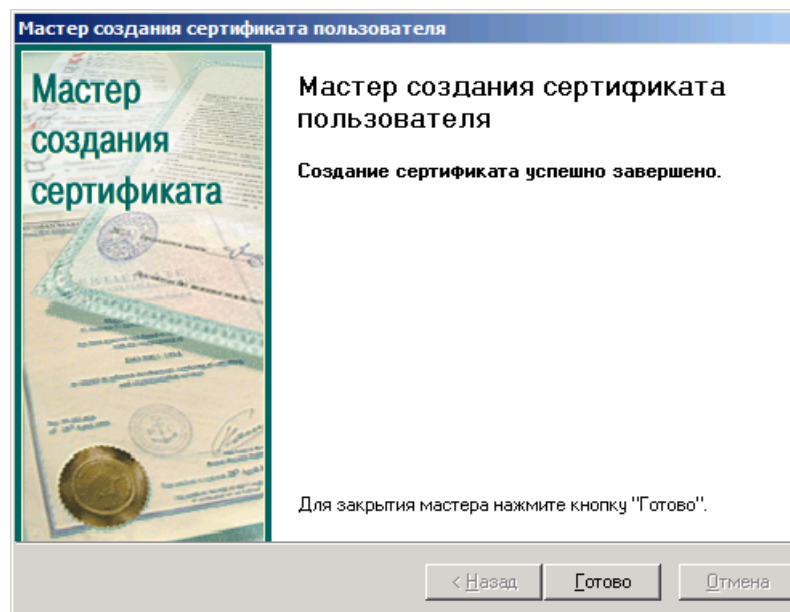 Мастер создания сертификата пользователя
Мастер
создания
сертификата
Мастер создания сертификата
пользователя
Создание сертификата успешно завершено.
Для закрытия мастера нажмите кнопку "Готово".
< Назад
Готово
Отмена